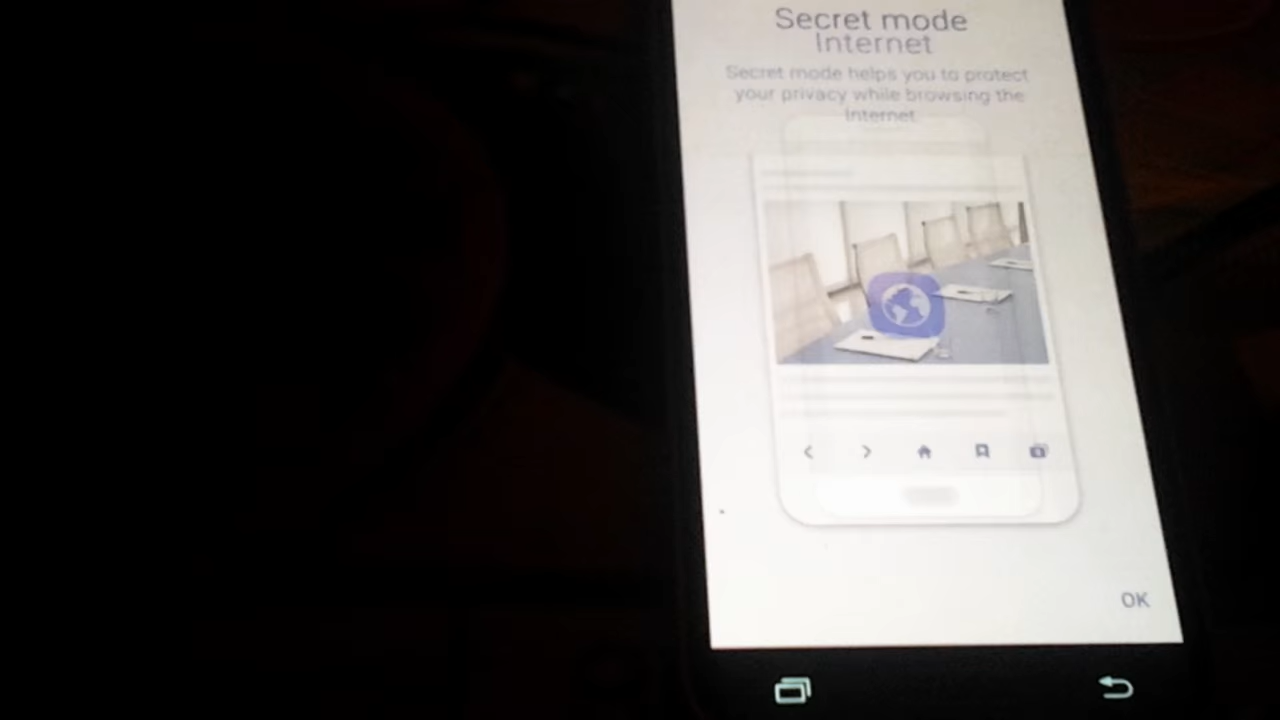 Secret mode
Internet
Secret mode helps you to protect
your privacy while browsing the
Internet.
OK